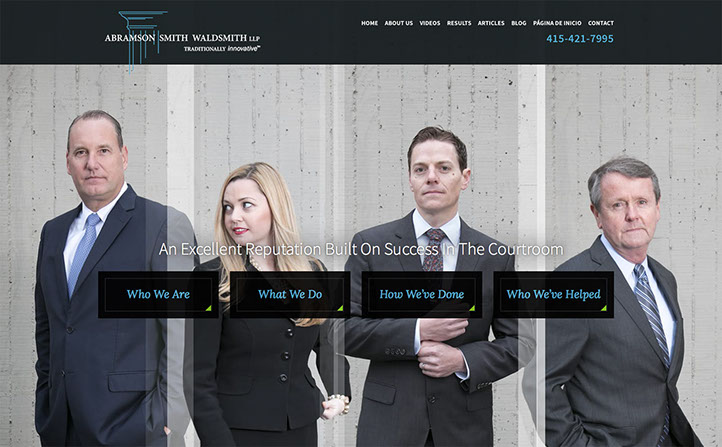 ABRAMSON SMITH WALDSMITH LLP
TRADITIONALLY innovative™
HOME ABOUT US VIDEOS RESULTS ARTICLES BLOG PÁGINA DE INICIO CONTACT
415-421-7995
An Excellent Reputation Built On Success In The Courtroom
Who We Are What We Do How We've Done Who We've Helped